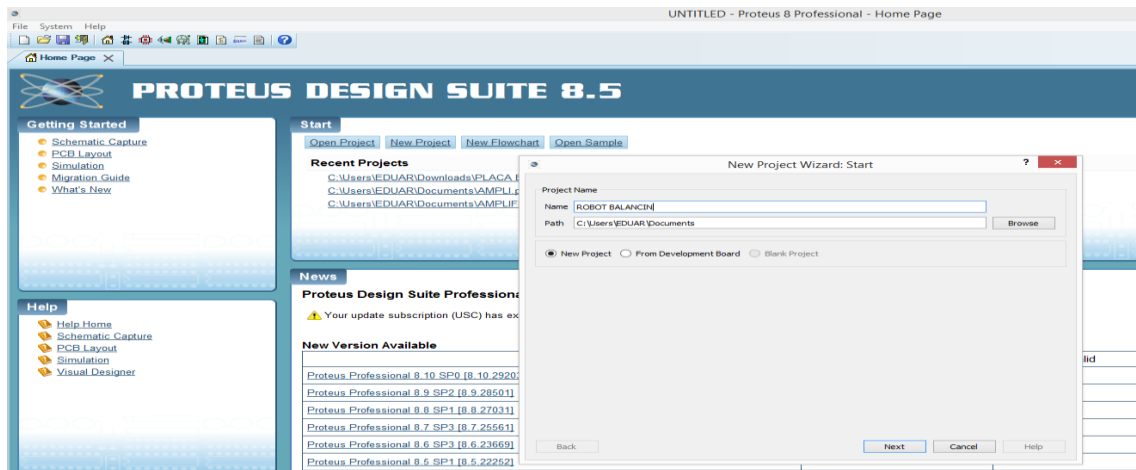 UNTITLED - Proteus 8 Professional - Home Page
File System Help
Home Page
PROTEUS DESIGN SUITE 8.5
Getting Started
Schematic Capture
PCB Layout
Simulation
Migration Guide
What's New
Start
Open Project New Project New Flowchart Open Sample
Recent Projects
C:\Users\EDUAR\Downloads\PLACA
C:\Users\EDUAR\Documents\AMPLI.p
C:\Users\EDUAR\Documents\AMPLIF
New Project Wizard: Start
Project Name
Name ROBOT BALANCIN
Path C:\Users\EDUAR\Documents Browse
New Project From Development Board Blank Project
Back Next Cancel Help
News
Proteus Design Suite Professiona
Your update subscription (USC) has ex
New Version Available
lid
Proteus Professional 8.10 SP0 [8.10.2920
Proteus Professional 8.9 SP2 [8.9.28501]
Proteus Professional 8.8 SP1 [8.8.27031]
Proteus Professional 8.7 SP3 [8.7.25561]
Proteus Professional 8.6 SP3 [8.6.23669]
Proteus Professional 8.5 SP1 [8.5.22252]
Help
Help Home
Schematic Capture
PCB Layout
Simulation
Visual Designer